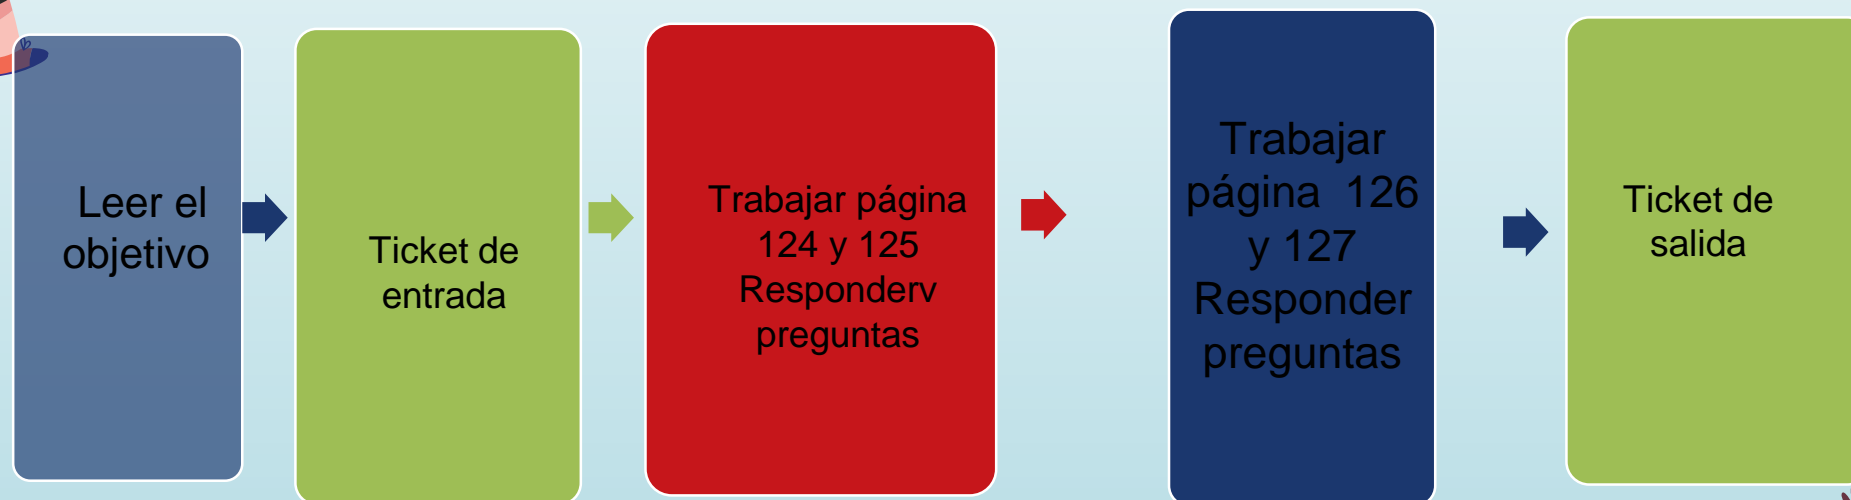 Leer el
objetivo
Ticket de
entrada
Trabajar página
124 y 125
Responderv
preguntas
Trabajar
página  126
y 127
Responder
preguntas
Ticket de
salida